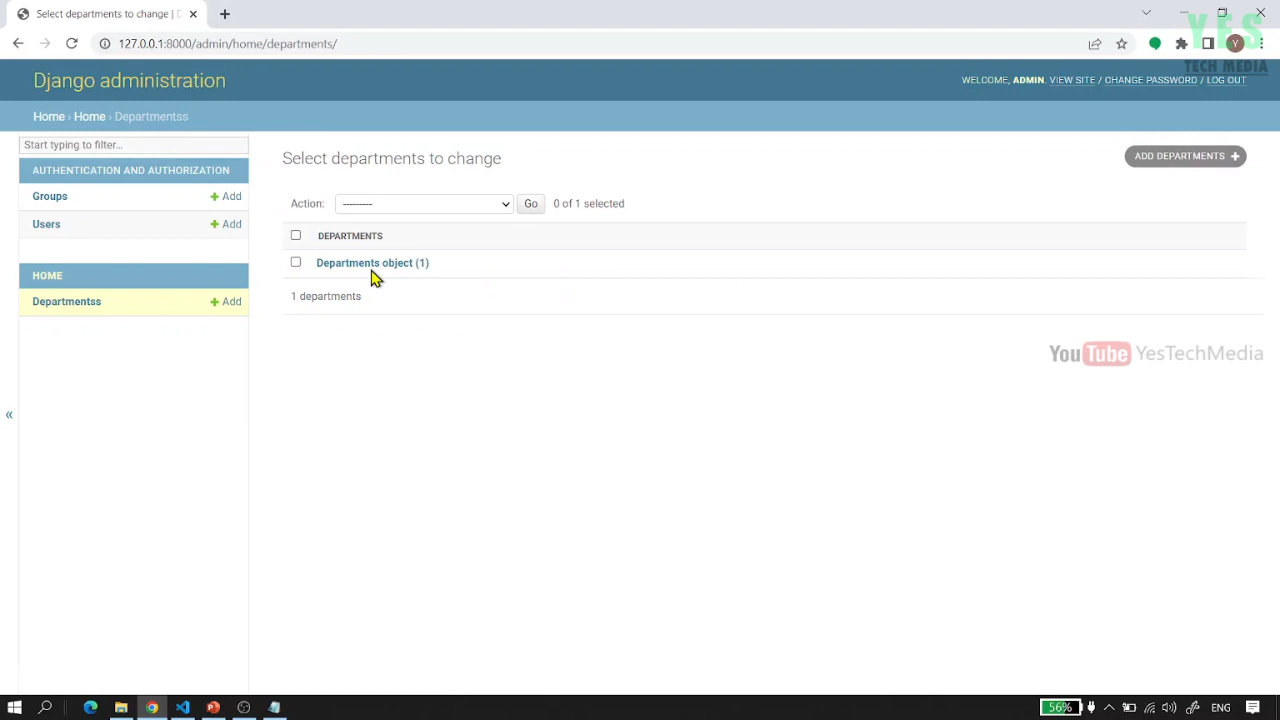 Select departments to change | D
127.0.0.1:8000/admin/home/departments/
Y
YES
TECH MEDIA
Django administration
WELCOME, ADMIN. VIEW SITE / CHANGE PASSWORD / LOG OUT
Home › Home › Departmentss
Start typing to filter...
AUTHENTICATION AND AUTHORIZATION
Groups
+ Add
Users
+ Add
HOME
Departmentss
+ Add
«
Select departments to change
ADD DEPARTMENTS +
Action:
---------
Go
0 of 1 selected
DEPARTMENTS
Departments object (1)
1 departments
YouTube YesTechMedia
56%
ENG